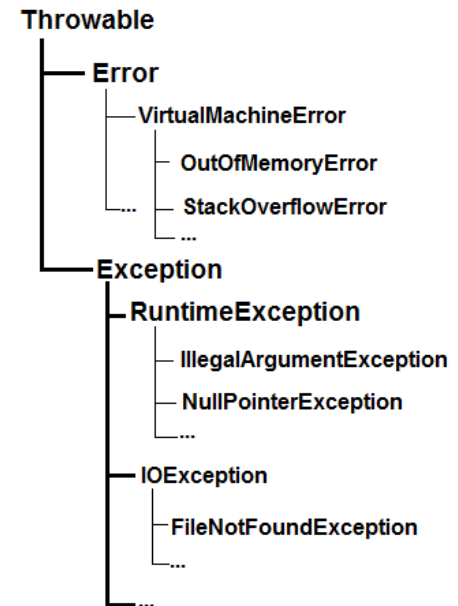 Throwable
Error
VirtualMachineError
OutOfMemoryError
StackOverflowError
...
...
Exception
RuntimeException
IllegalArgumentException
NullPointerException
...
IOException
FileNotFoundException
...
...